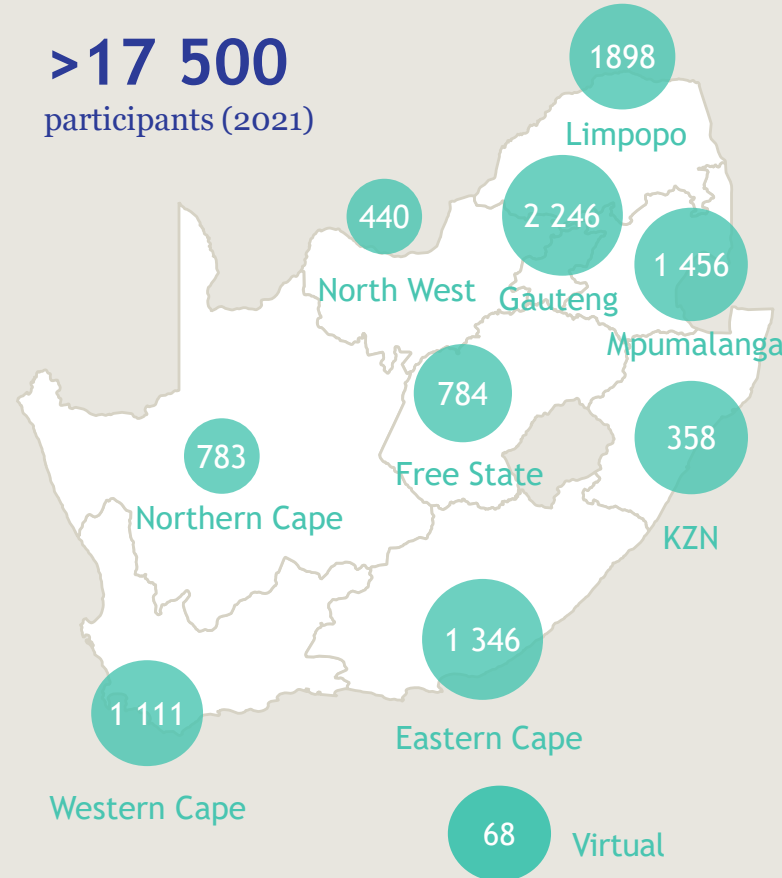 >17 500
participants (2021)
1898
Limpopo
440
North West
2 246
Gauteng
1 456
Mpumalanga
784
Free State
358
KZN
783
Northern Cape
1 346
Eastern Cape
1 111
Western Cape
68
Virtual